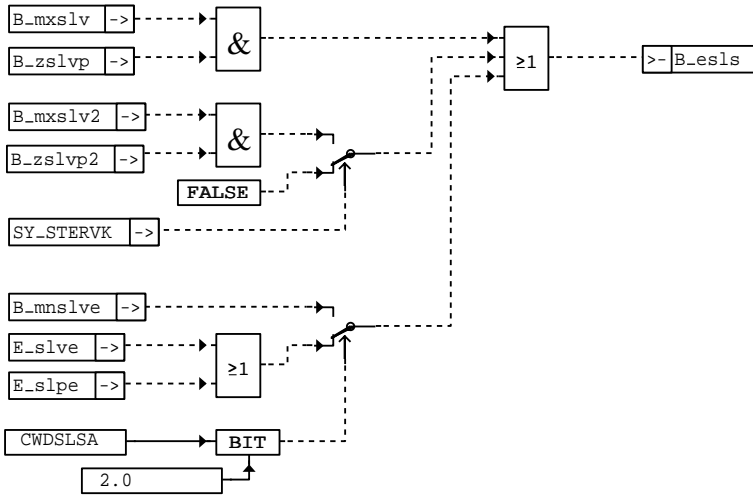 B_mxslv ->
B_zslvp ->
&
≥1
>- B_esls
B_mxslv2 ->
B_zslvp2 ->
&
FALSE
SY_STERVK ->
B_mnslve ->
E_slve ->
E_slpe ->
≥1
CWDSLSA
BIT
2.0